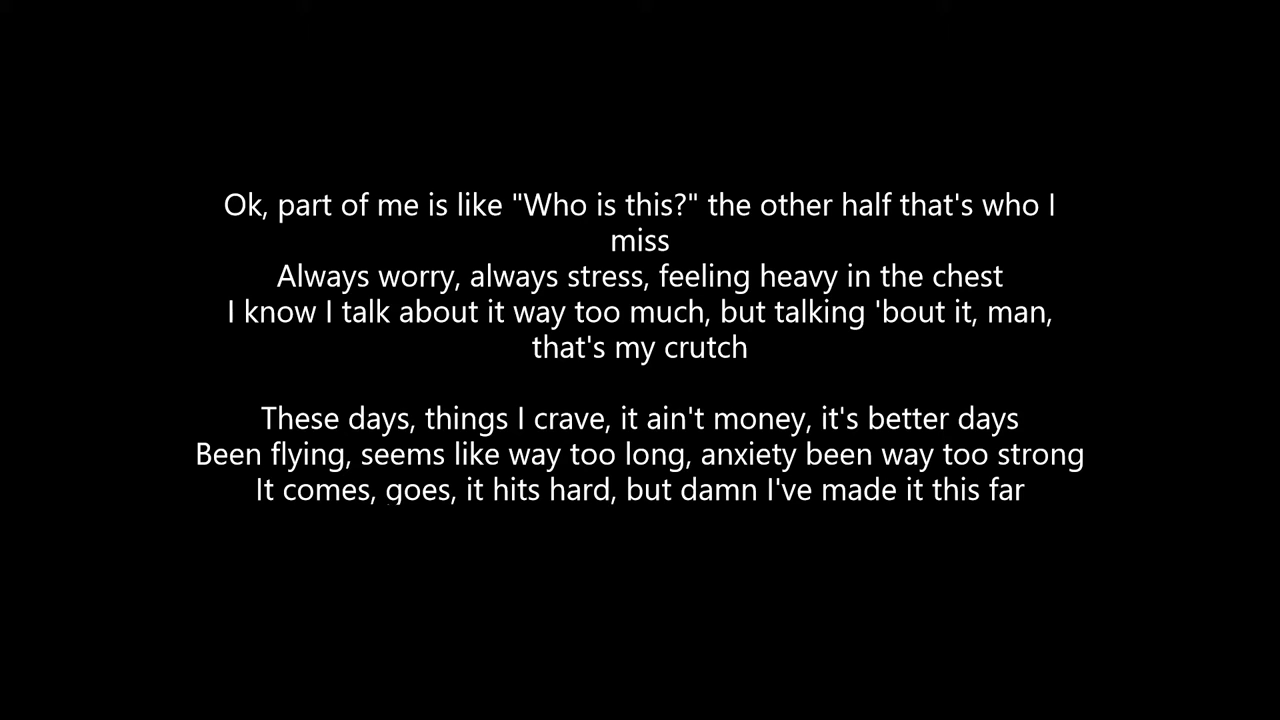 Ok, part of me is like "Who is this?" the other half that's who I
miss
Always worry, always stress, feeling heavy in the chest
I know I talk about it way too much, but talking 'bout it, man,
that's my crutch
These days, things I crave, it ain't money, it's better days
Been flying, seems like way too long, anxiety been way too strong
It comes, goes, it hits hard, but damn I've made it this far